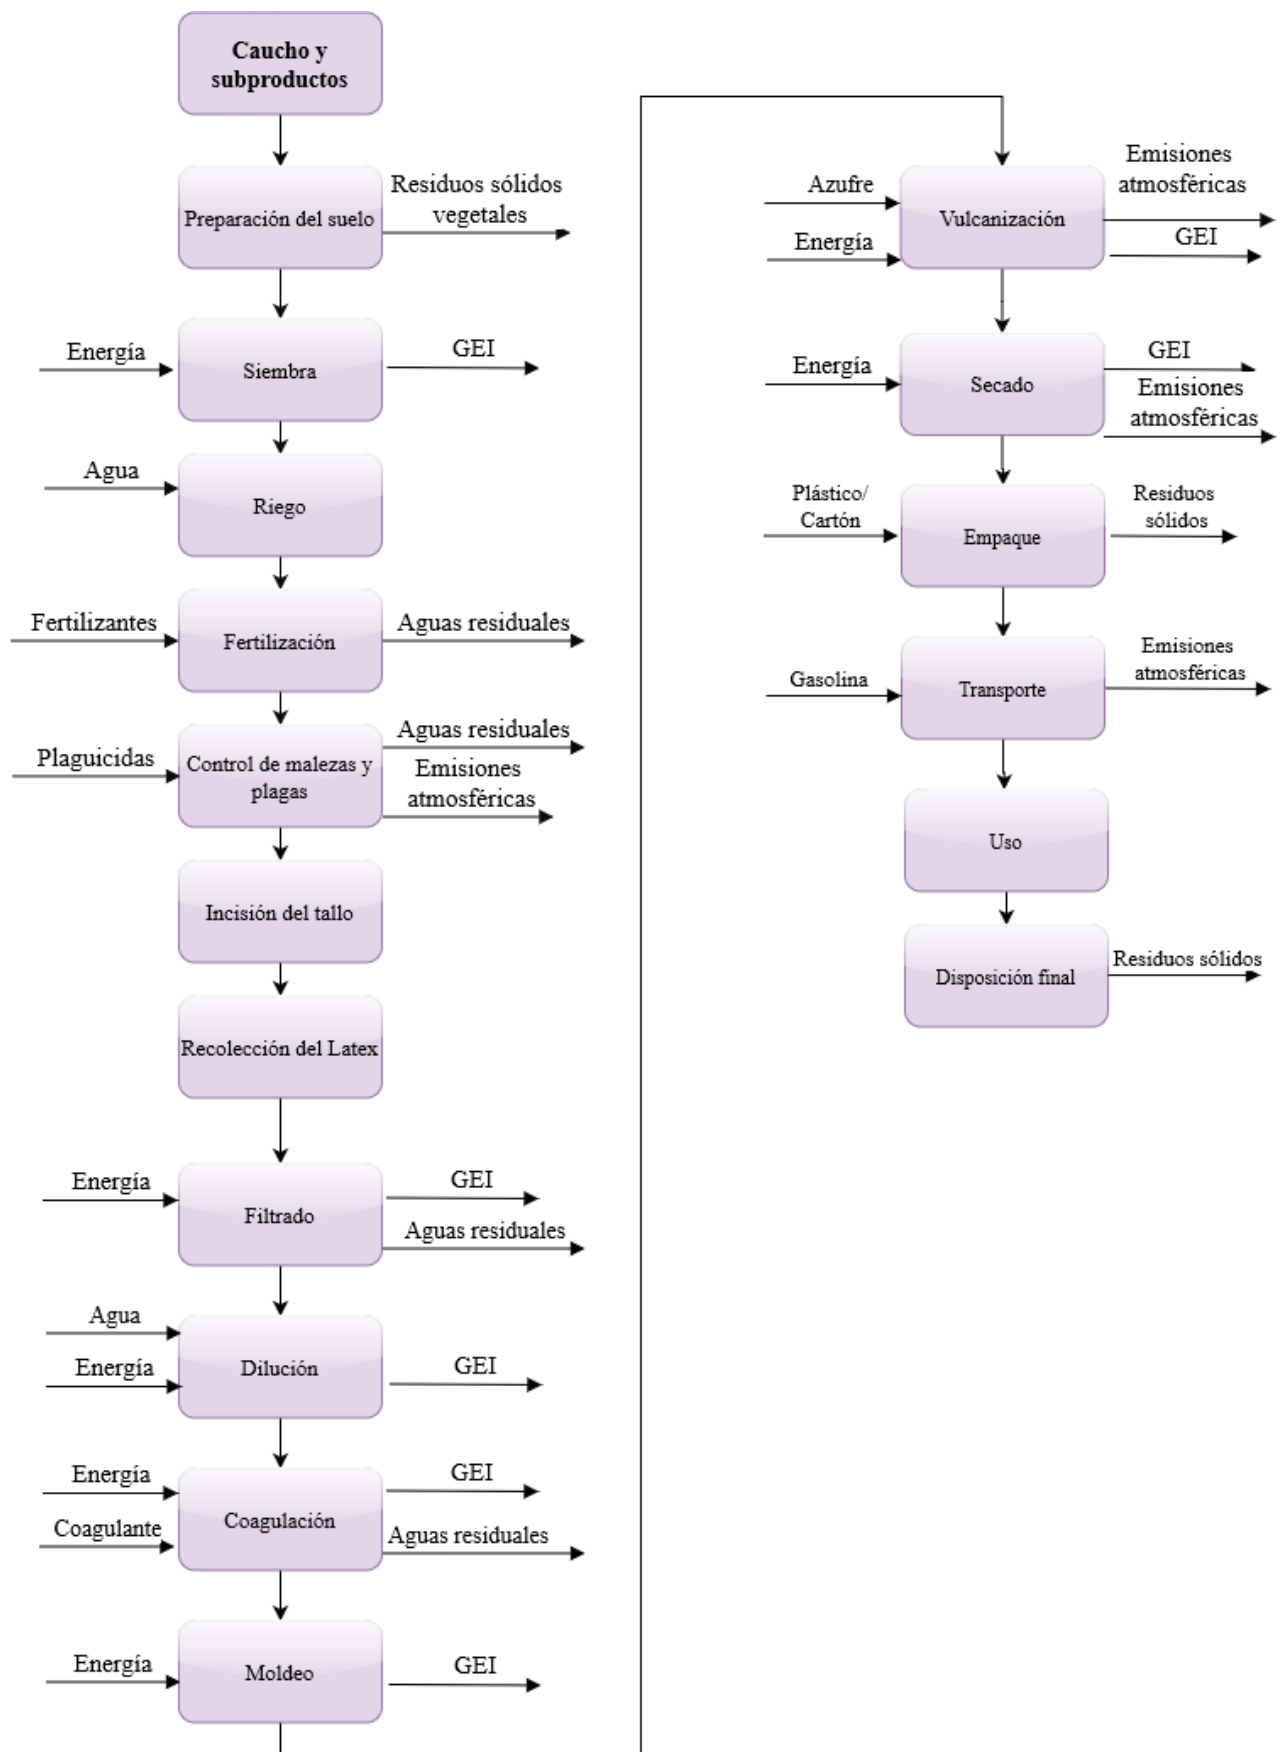 Caucho y
subproductos
Preparación del suelo
Residuos sólidos
vegetales
Energía
Siembra
GEI
Agua
Riego
Fertilizantes
Fertilización
Aguas residuales
Plaguicidas
Control de malezas y
plagas
Aguas residuales
Emisiones
atmosféricas
Incisión del tallo
Recolección del Latex
Energía
Filtrado
GEI
Aguas residuales
Agua
Energía
Dilución
GEI
Energía
Coagulante
Coagulación
GEI
Aguas residuales
Energía
Moldeo
GEI
Azufre
Energía
Vulcanización
Emisiones
atmosféricas
GEI
Energía
Secado
GEI
Emisiones
atmosféricas
Plástico/
Cartón
Empaque
Residuos
sólidos
Gasolina
Transporte
Emisiones
atmosféricas
Uso
Disposición final
Residuos sólidos